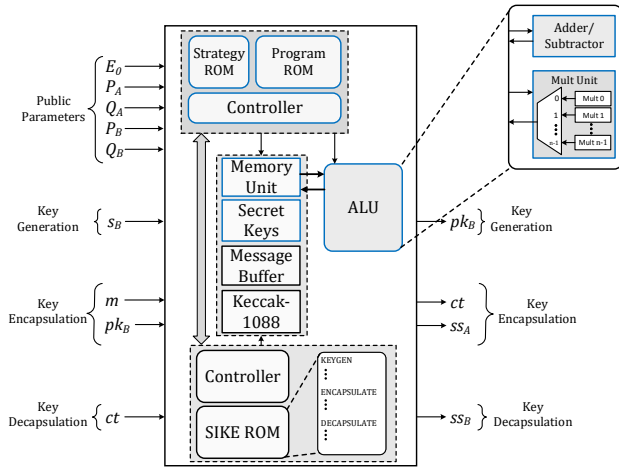 Public
Parameters
E0
PA
QA
PB
QB
Key
Generation
sB
Key
Encapsulation
m
pkB
Key
Decapsulation
ct
Strategy
ROM
Program
ROM
Controller
Memory
Unit
Secret
Keys
Message
Buffer
Keccak-
1088
ALU
Controller
SIKE ROM
KEYGEN
ENCAPSULATE
DECAPSULATE
Adder/
Subtractor
Mult Unit
0
1
n-1
Mult 0
Mult 1
Mult n-1
pkB
Key
Generation
ct
ssA
Key
Encapsulation
ssB
Key
Decapsulation